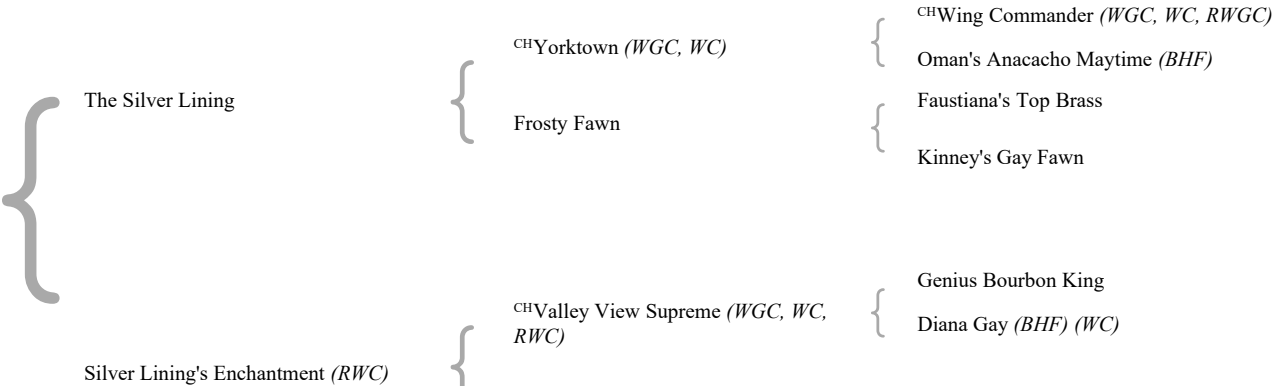 CHWing Commander (WGC, WC, RWGC)
CHYorktown (WGC, WC)
Oman's Anacacho Maytime (BHF)
The Silver Lining
Faustiana's Top Brass
Frosty Fawn
Kinney's Gay Fawn
Genius Bourbon King
CHValley View Supreme (WGC, WC,
RWC)
Diana Gay (BHF) (WC)
Silver Lining's Enchantment (RWC)